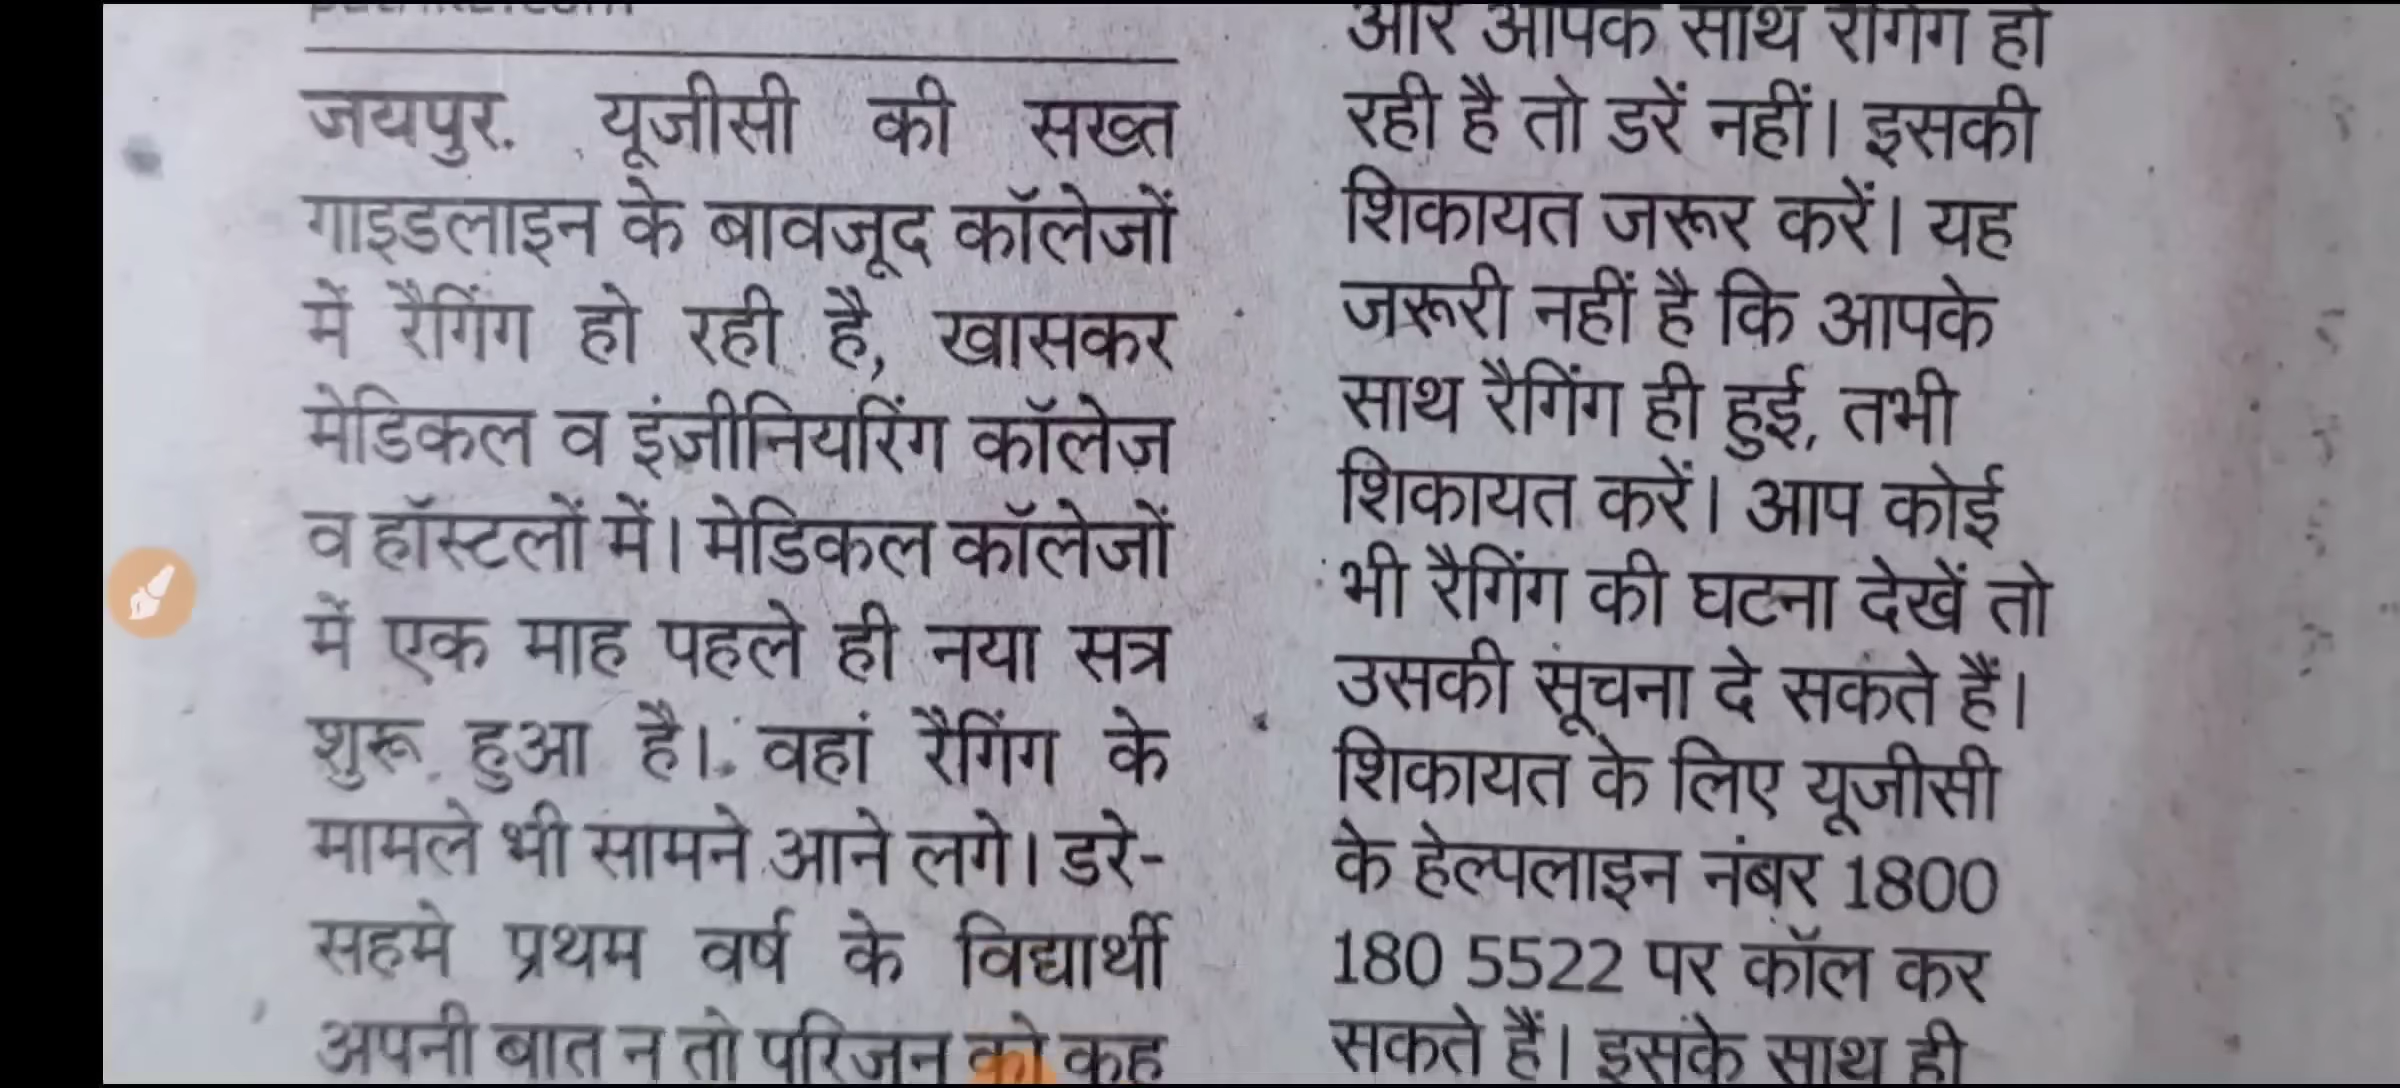 जयपुर. यूजीसी की सख्त
गाइडलाइन के बावजूद कॉलेजों
में रैगिंग हो रही है, खासकर
मेडिकल व इंजीनियरिंग कॉलेज
व हॉस्टलों में। मेडिकल कॉलेजों
में एक माह पहले ही नया सत्र
शुरू हुआ है। वहां रैगिंग के
मामले भी सामने आने लगे। डरे-
सहमे प्रथम वर्ष के विद्यार्थी
अपनी बात न तो परिजन को कह
साथ रैगिंग हो
रही है तो डरें नहीं। इसकी
शिकायत जरूर करें। यह
जरूरी नहीं है कि आपके
साथ रैगिंग ही हुई, तभी
शिकायत करें। आप कोई
भी रैगिंग की घटना देखें तो
उसकी सूचना दे सकते हैं।
शिकायत के लिए यूजीसी
के हेल्पलाइन नंबर 1800
180 5522 पर कॉल कर
सकते हैं। इसके साथ ही